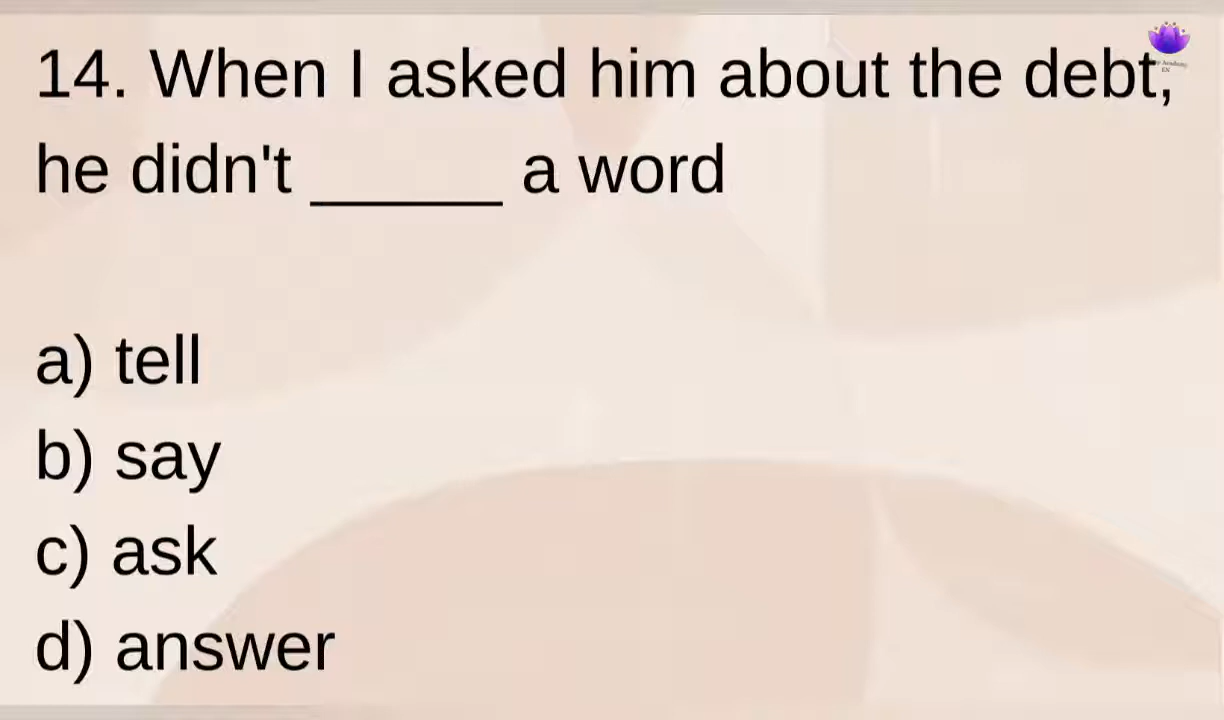 14. When I asked him about the debt,
he didn't ______ a word
a) tell
b) say
c) ask
d) answer